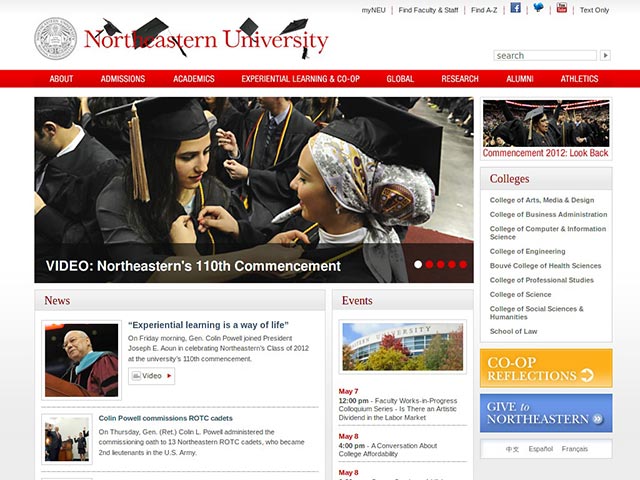 myNEU
Find Faculty & Staff
Find A-Z
Text Only
Northeastern University
search
ABOUT
ADMISSIONS
ACADEMICS
EXPERIENTIAL LEARNING & CO-OP
GLOBAL
RESEARCH
ALUMNI
ATHLETICS
VIDEO: Northeastern's 110th Commencement
Commencement 2012: Look Back
Colleges
College of Arts, Media & Design
College of Business Administration
College of Computer & Information
Science
College of Engineering
Bouvé College of Health Sciences
College of Professional Studies
College of Science
College of Social Sciences &
Humanities
School of Law
News
“Experiential learning is a way of life”
On Friday morning, Gen. Colin Powell joined President
Joseph E. Aoun in celebrating Northeastern's Class of 2012
at the university's 110th commencement.
Video
Colin Powell commissions ROTC cadets
On Thursday, Gen. (Ret.) Colin L. Powell administered the
commissioning oath to 13 Northeastern ROTC cadets, who became
2nd lieutenants in the U.S. Army.
Events
May 7
12:00 pm - Faculty Works-in-Progress
Colloquium Series - Is There an Artistic
Dividend in the Labor Market
May 8
4:00 pm - A Conversation About
College Affordability
May 8
CO-OP
REFLECTIONS
GIVE to
NORTHEASTERN
中文
Español
Français